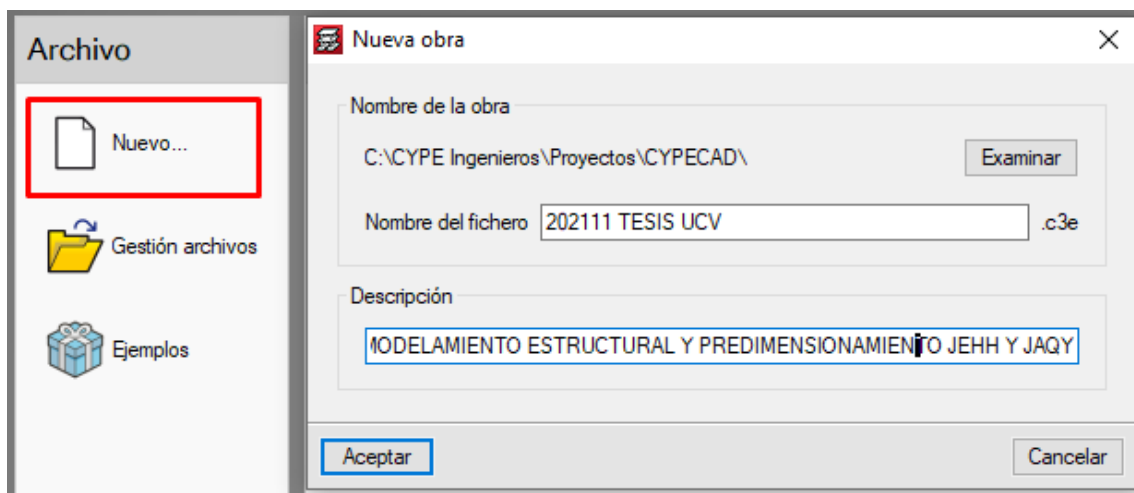 Archivo
Nuevo...
Gestión archivos
Ejemplos
Nueva obra
Nombre de la obra
C:\CYPE Ingenieros\Proyectos\CYPECAD\
Examinar
Nombre del fichero 202111 TESIS UCV .c3e
Descripción
MODELAMIENTO ESTRUCTURAL Y PREDIMENSIONAMIENTO JEHH Y JAQY
Aceptar
Cancelar